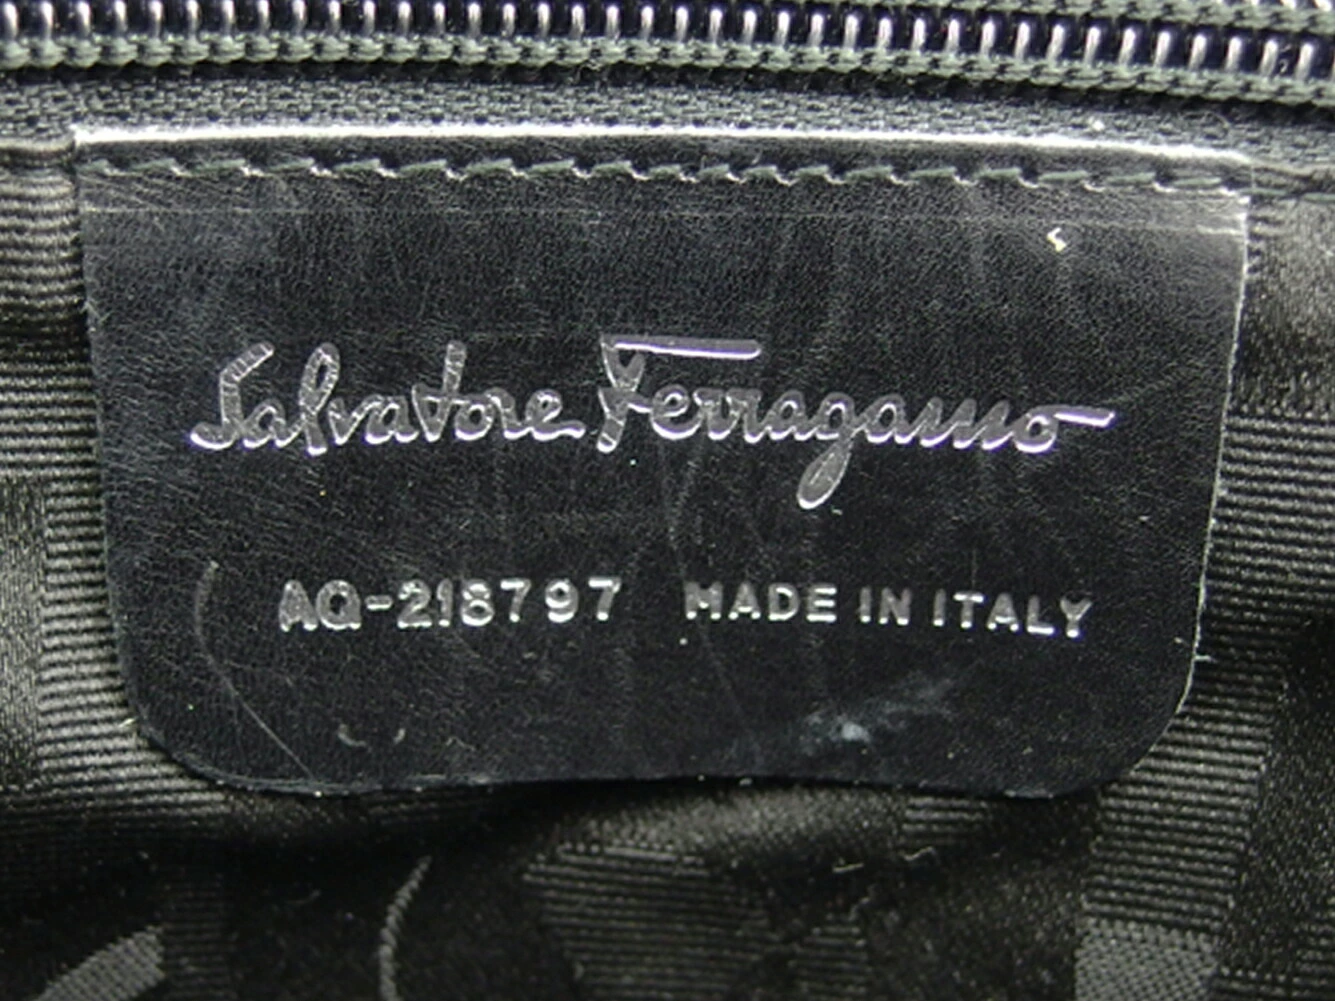 Salvatore Ferragamo
AQ-218797 MADE IN ITALY